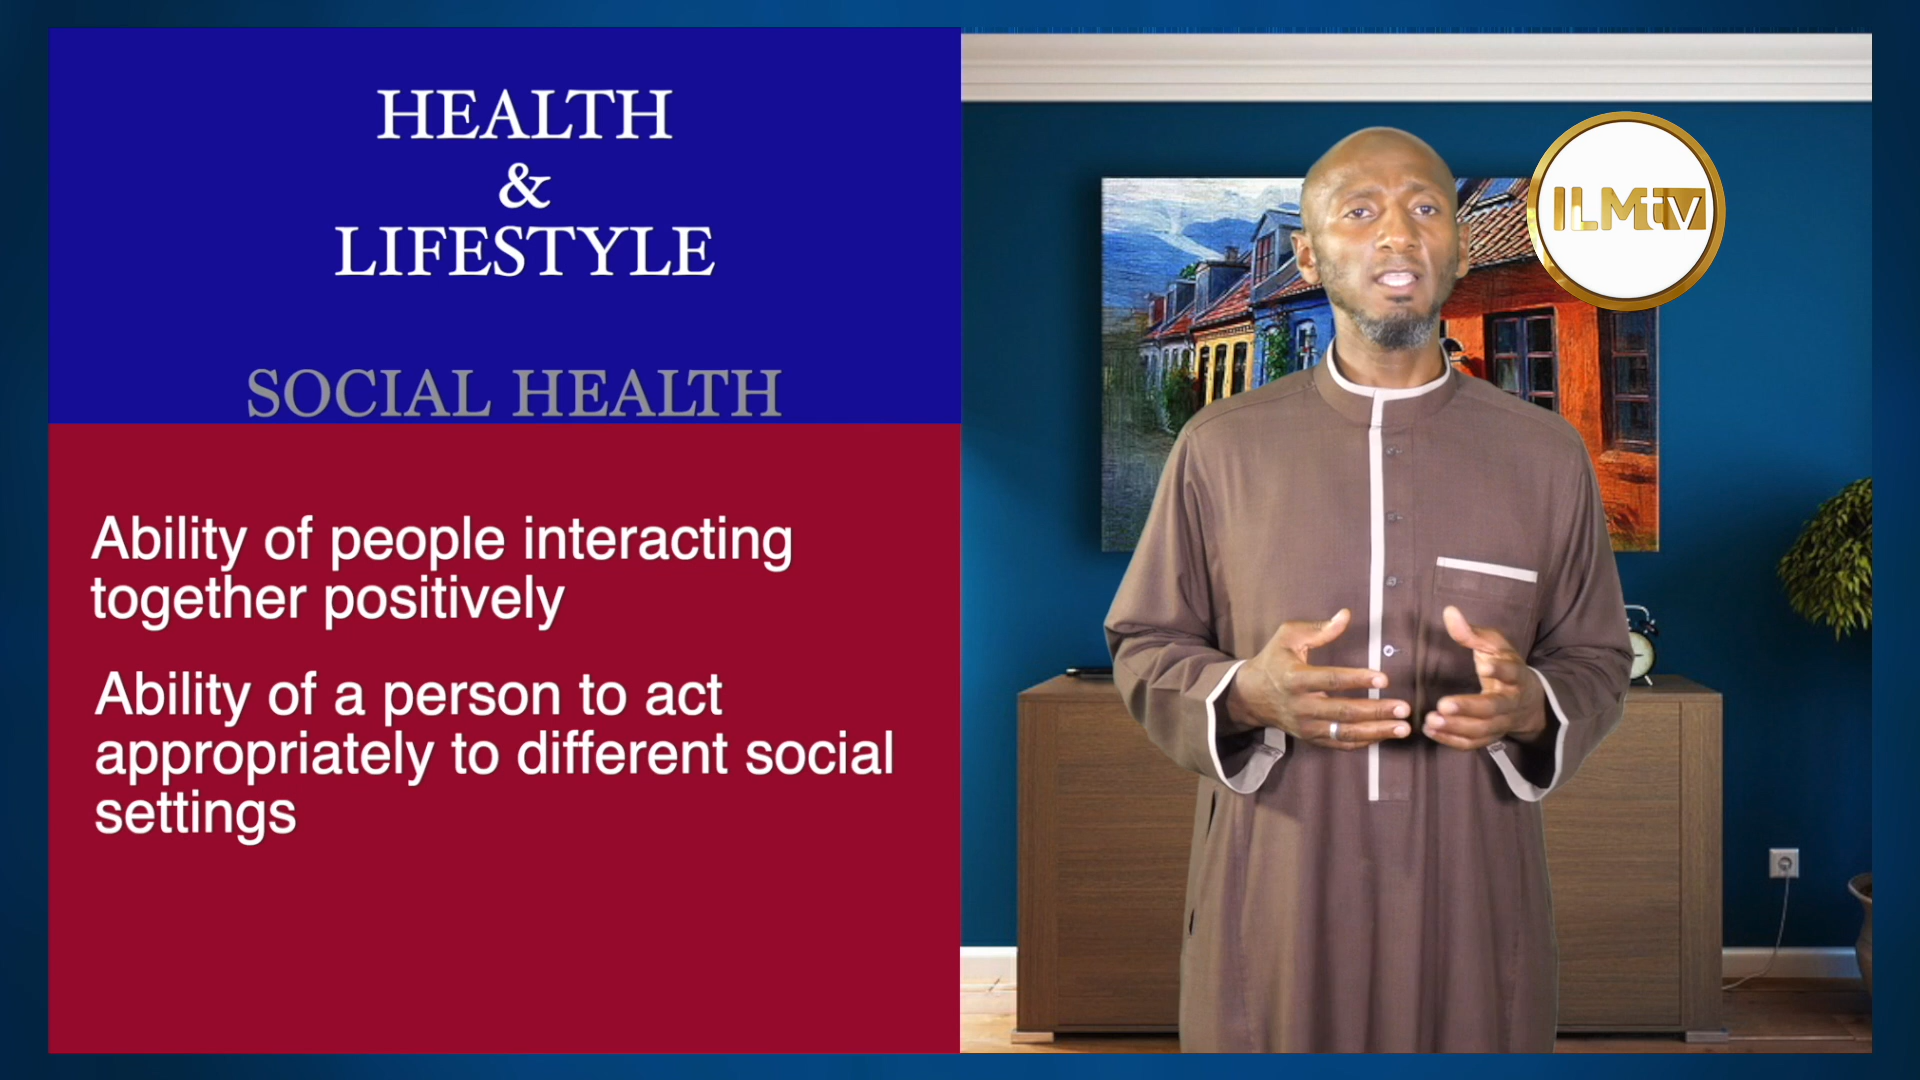 HEALTH
&
LIFESTYLE
SOCIAL HEALTH
Ability of people interacting
together positively
Ability of a person to act
appropriately to different social
settings
ILMtv